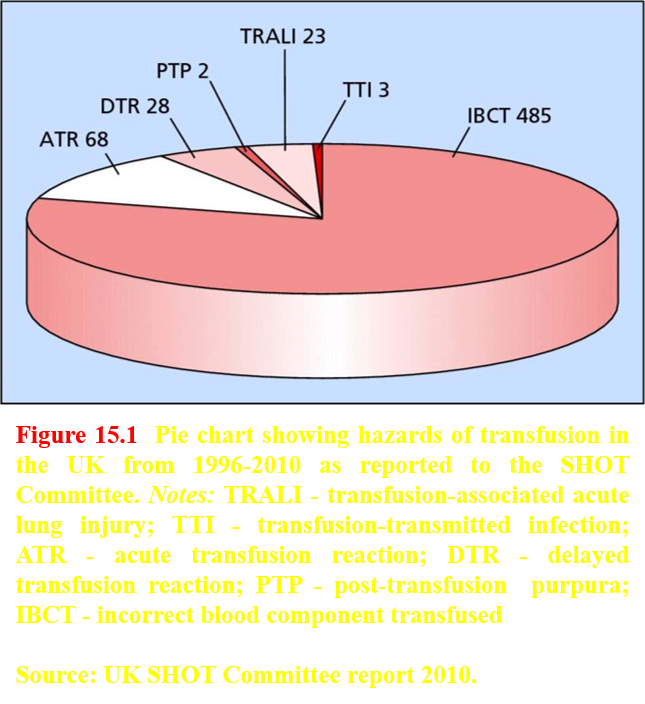 TRALI 23
PTP 2
TTI 3
DTR 28
IBCT 485
ATR 68
Figure 15.1 Pie chart showing hazards of transfusion in
the UK from 1996-2010 as reported to the SHOT
Committee. Notes: TRALI - transfusion-associated acute
lung injury; TTI - transfusion-transmitted infection;
ATR - acute transfusion reaction; DTR - delayed
transfusion reaction; PTP - post-transfusion purpura;
IBCT - incorrect blood component transfused
Source: UK SHOT Committee report 2010.